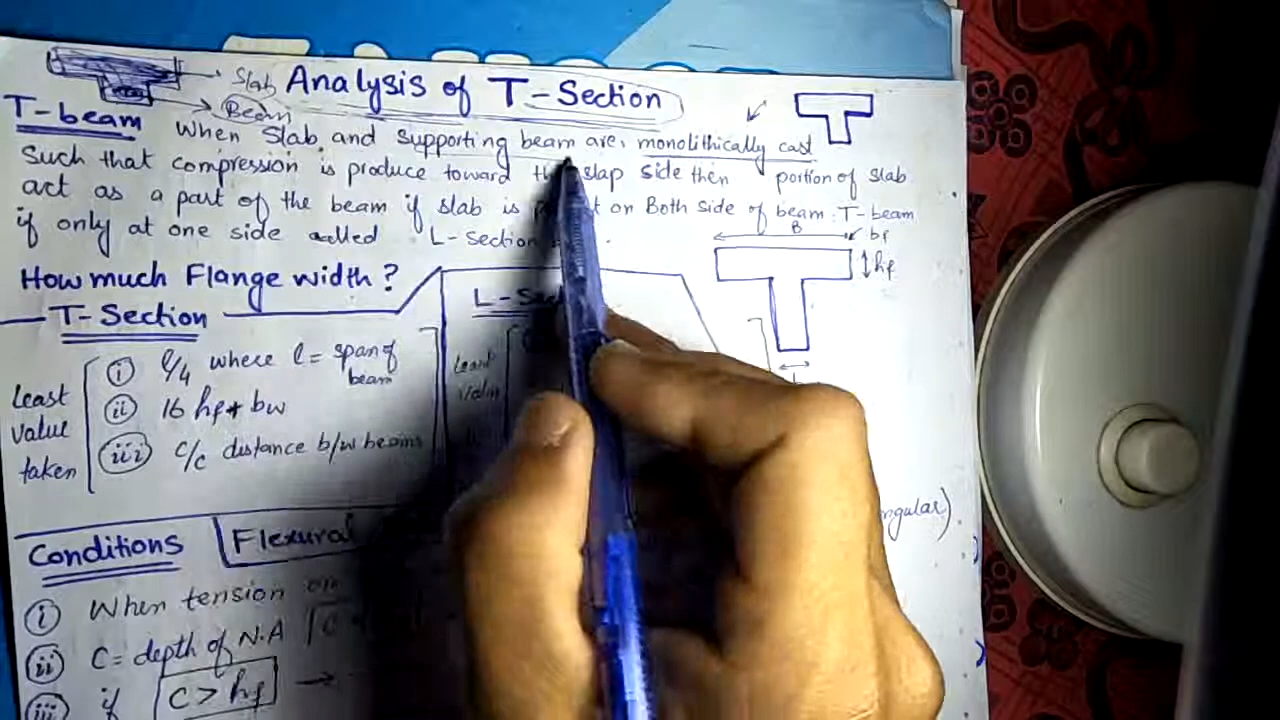 Slab Analysis of T-Section
Beam
T-beam When Slab and Supporting beam are, monolithically cast
Such that compression is produce toward slap side then portion of slab
act as a part of the beam if slab is on Both side of beam T-beam
if only at one side called L-Section
B bf
hf
How much Flange width?
T-Section
Least value taken
i l/4 where l = span of beam
ii 16 hf + bw
iii c/c distance b/w beams
L-
Least
Conditions Flexural
i When tension on
ii C = depth of N.A
iii if C > hf →